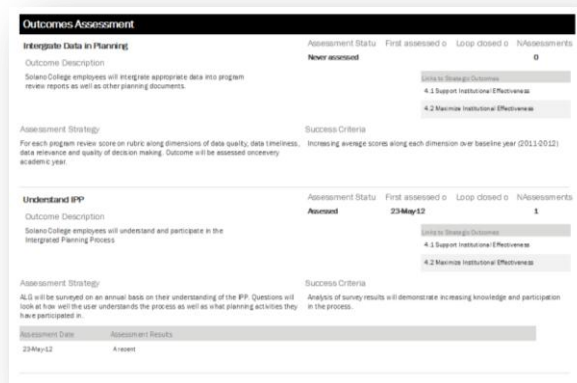 Outcomes Assessment
Intergrate Data in Planning
Assessment Statu First assessed o Loop closed o NAssessments
Never assessed 0
Outcome Description
Solano College employees will intergrate appropriate data into program
review reports as well as other planning documents.
Links to Strategic Outcomes
4.1 Support Institutional Effectiveness
4.2 Maximize Institutional Effectiveness
Assessment Strategy
For each program review score on rubric along dimensions of data quality, data timeliness,
data relevance and quality of decision making. Outcome will be assessed onceevery
academic year.
Success Criteria
Increasing average scores along each dimension over baseline year (2011-2012)
Understand IPP
Assessment Statu First assessed o Loop closed o NAssessments
Assessed 23-May-12 1
Outcome Description
Solano College employees will understand and participate in the
Intergrated Planning Process
Links to Strategic Outcomes
4.1 Support Institutional Effectiveness
4.2 Maximize Institutional Effectiveness
Assessment Strategy
ALG will be surveyed on an annual basis on their understanding of the IPP. Questions will
look at how well the user understands the process as well as what planning activities they
have participated in.
Success Criteria
Analysis of survey results will demonstrate increasing knowledge and participation
in the process.
Assessment Date Assessment Results
23-May-12 A recent